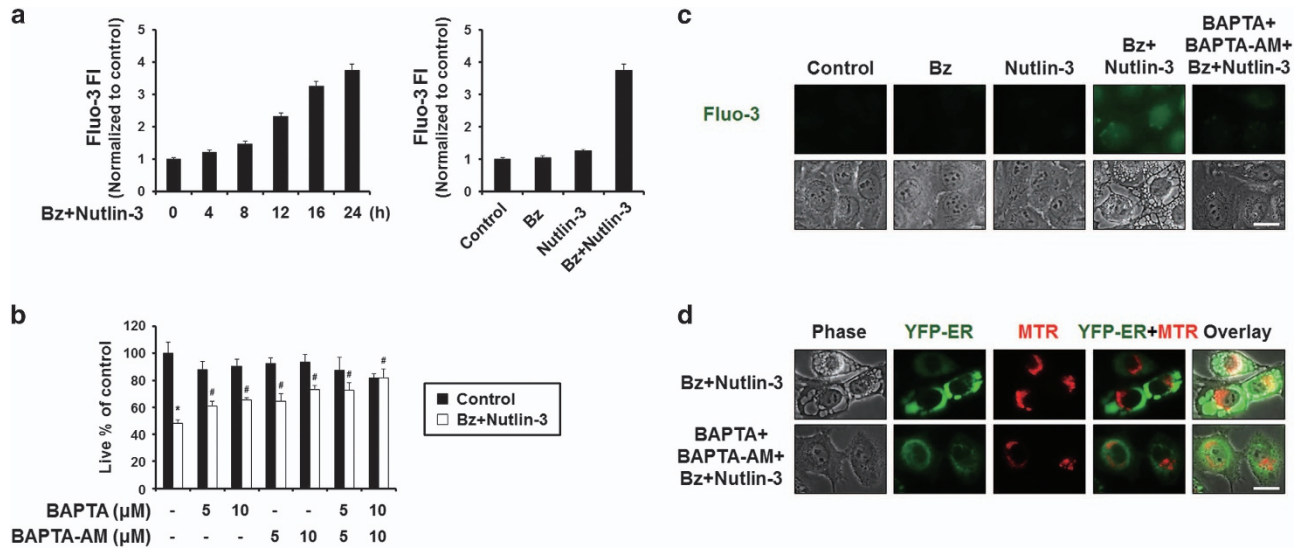 a
Fluo-3 FI
(Normalized to control)
5
4
3
2
1
0
Bz+Nutlin-3
0 4 8 12 16 24 (h)
Fluo-3 FI
(Normalized to control)
5
4
3
2
1
0
Control
Bz
Nutlin-3
Bz+Nutlin-3
b
Live % of control
120
100
80
60
40
20
0
* # # # # # #
BAPTA (µM) - 5 10 - - 5 10
BAPTA-AM (µM) - - - 5 10 5 10
Control
Bz+Nutlin-3
c
Control
Bz
Nutlin-3
Bz+
Nutlin-3
BAPTA+
BAPTA-AM+
Bz+Nutlin-3
Fluo-3
d
Phase YFP-ER MTR YFP-ER+MTR Overlay
Bz+Nutlin-3
BAPTA+
BAPTA-AM+
Bz+Nutlin-3